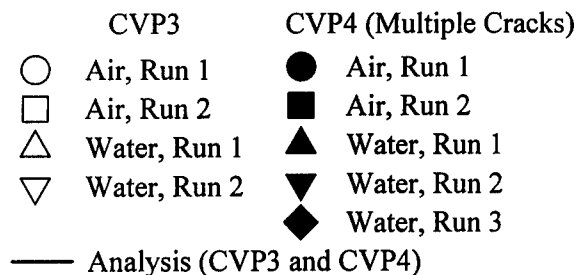 CVP3 CVP4 (Multiple Cracks)
Air, Run 1 Air, Run 1
Air, Run 2 Air, Run 2
Water, Run 1 Water, Run 1
Water, Run 2 Water, Run 2
Water, Run 3
Analysis (CVP3 and CVP4)